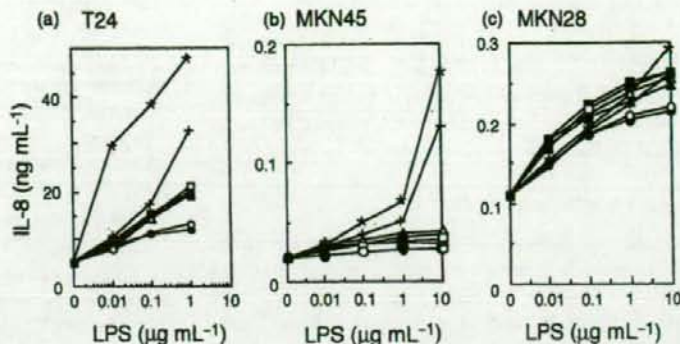 (a) T24
(b) MKN45
(c) MKN28
IL-8 (ng mL-1)
40
20
0
0 0.01 0.1 1 10
LPS (µg mL-1)
0.2
0.1
0
0 0.01 0.1 1 10
LPS (µg mL-1)
0.3
0.2
0.1
0
0 0.01 0.1 1 10
LPS (µg mL-1)